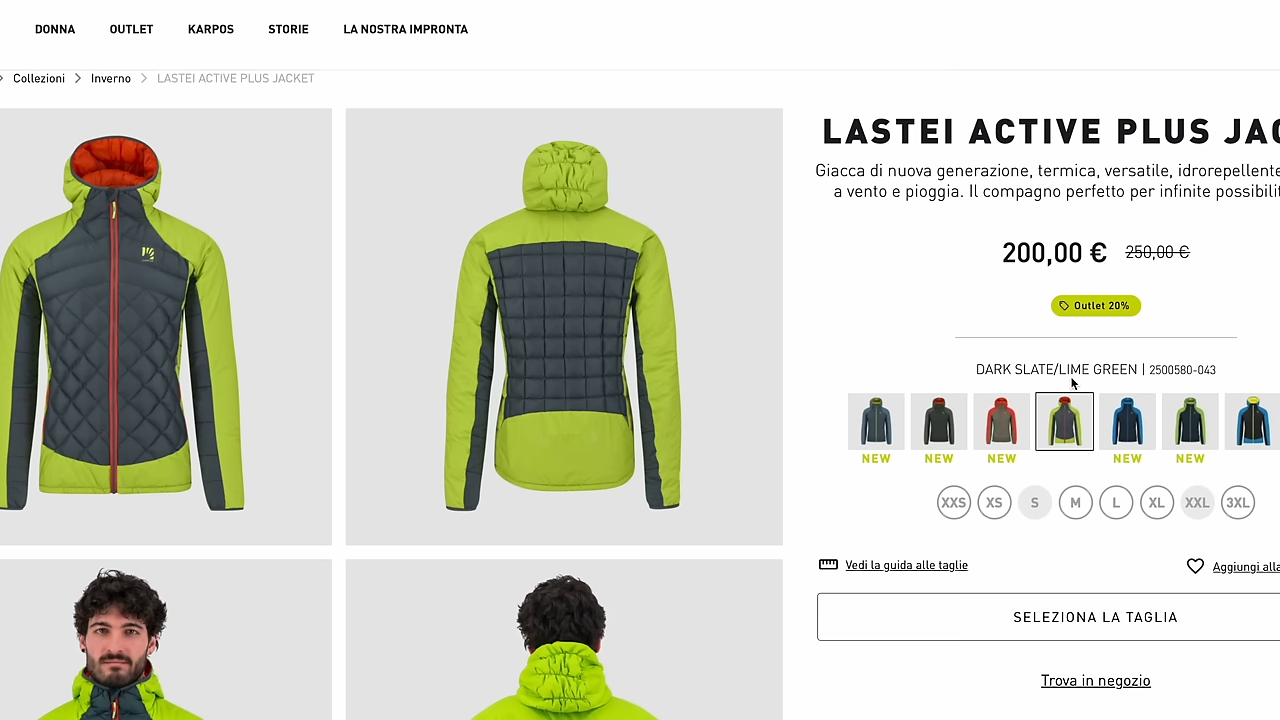 DONNA OUTLET KARPOS STORIE LA NOSTRA IMPRONTA
Collezioni Inverno LASTEI ACTIVE PLUS JACKET
LASTEI ACTIVE PLUS
Giacca di nuova generazione, termica, versatile, idrorepellente
a vento e pioggia. Il compagno perfetto per infinite
200,00 € 250,00 €
Outlet 20%
DARK SLATE/LIME GREEN | 2500580-043
NEW NEW NEW NEW NEW
XXS XS S M L XL XXL 3XL
Vedi la guida alle taglie
Aggiungi alla
SELEZIONA LA TAGLIA
Trova in negozio